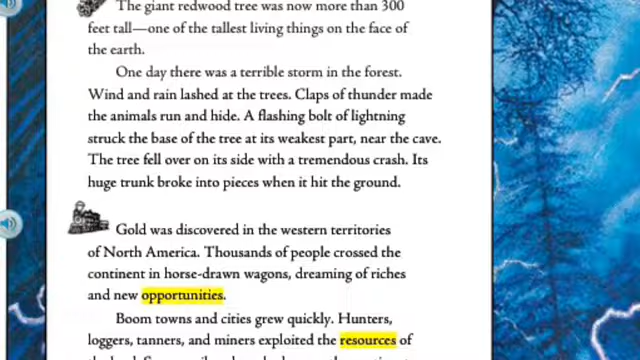 The giant redwood tree was now more than 300
feet tall—one of the tallest living things on the face of
the earth.
One day there was a terrible storm in the forest.
Wind and rain lashed at the trees. Claps of thunder made
the animals run and hide. A flashing bolt of lightning
struck the base of the tree at its weakest part, near the cave.
The tree fell over on its side with a tremendous crash. Its
huge trunk broke into pieces when it hit the ground.
Gold was discovered in the western territories
of North America. Thousands of people crossed the
continent in horse-drawn wagons, dreaming of riches
and new opportunities.
Boom towns and cities grew quickly. Hunters,
loggers, tanners, and miners exploited the resources of